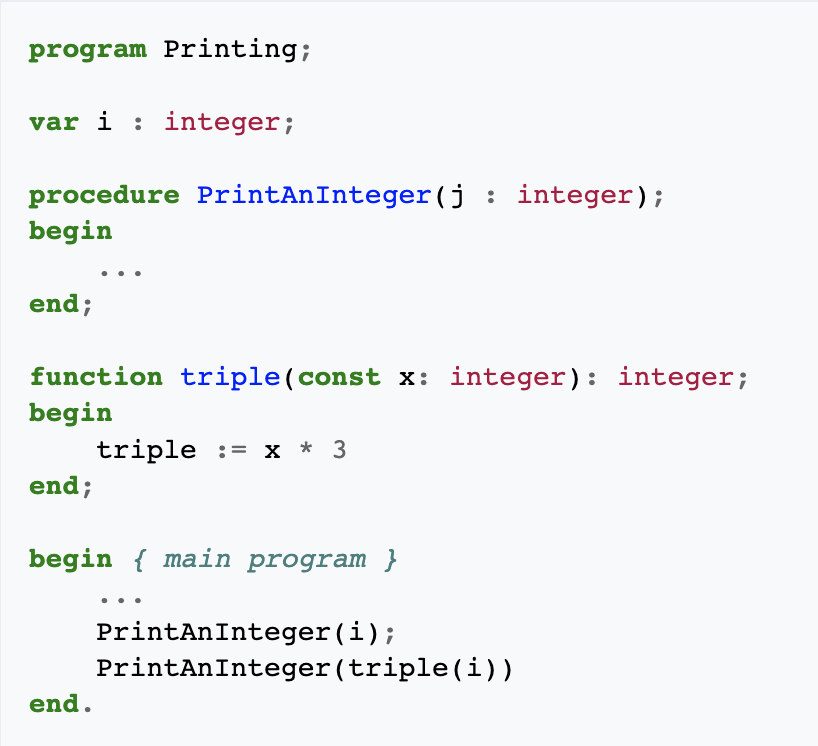 program Printing;
var i : integer;
procedure PrintAnInteger(j : integer);
begin
    ...
end;
function triple(const x: integer): integer;
begin
    triple := x * 3
end;
begin { main program }
    ...
    PrintAnInteger(i);
    PrintAnInteger(triple(i))
end.